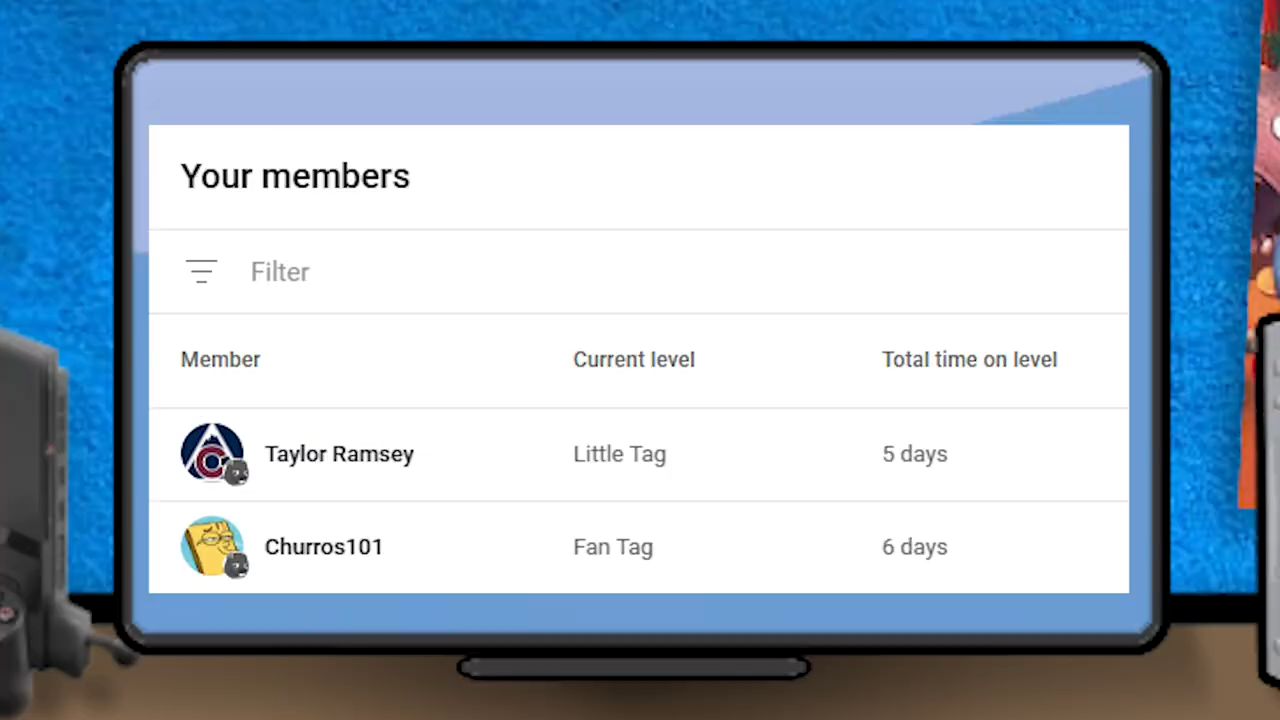 Your members
Filter
Member Current level Total time on level
Taylor Ramsey Little Tag 5 days
Churros101 Fan Tag 6 days